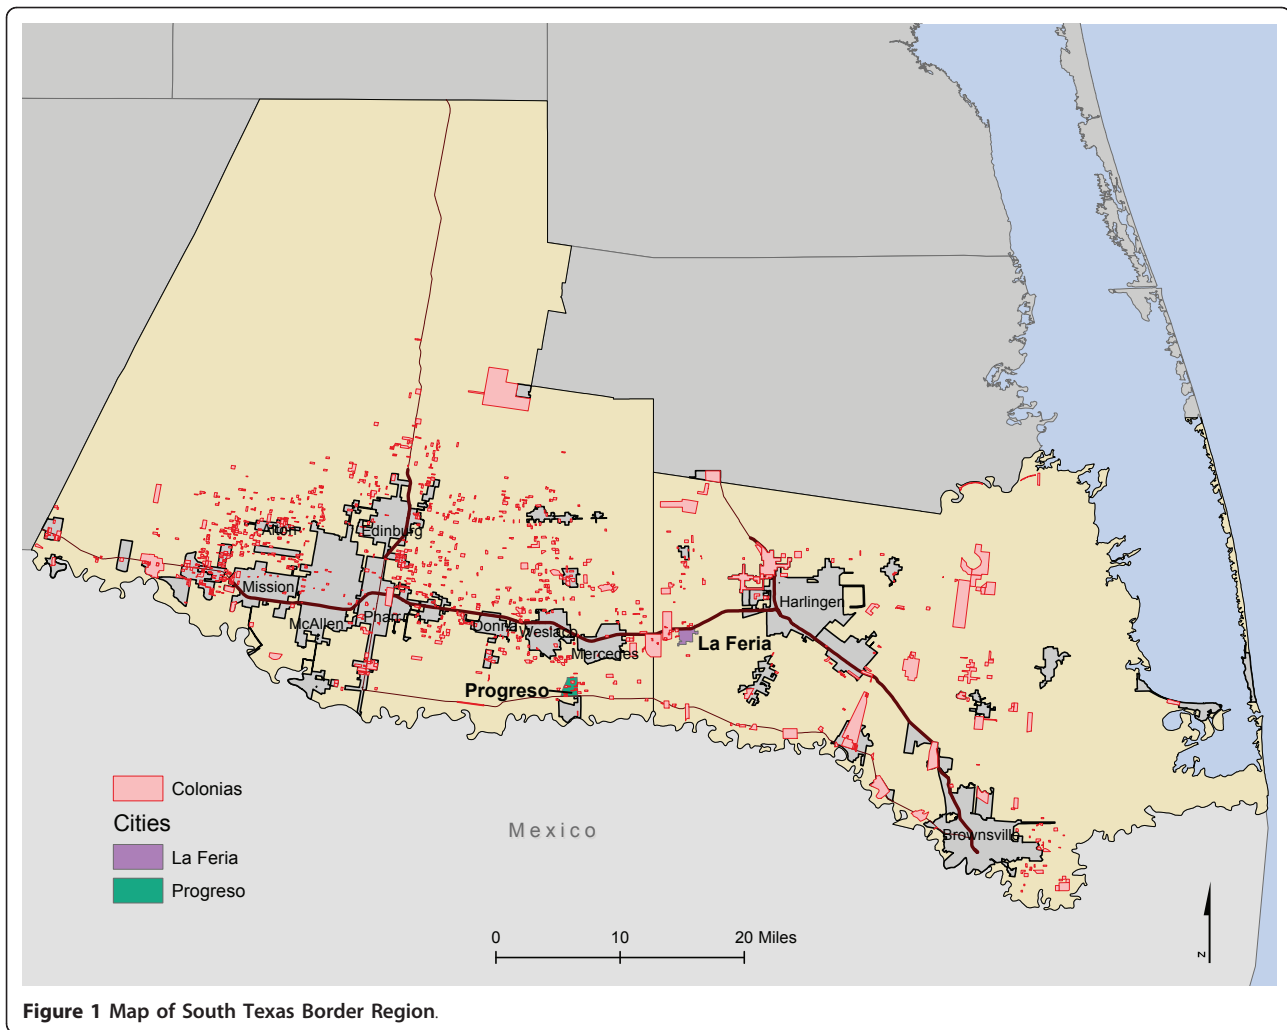 Alton
Edinburg
Mission
McAllen
Pharr
Donna
Weslaco
Mercedes
Harlingen
La Feria
Progreso
Brownsville
Mexico
Colonias
Cities
La Feria
Progreso
0 10 20 Miles
N
Figure 1 Map of South Texas Border Region.